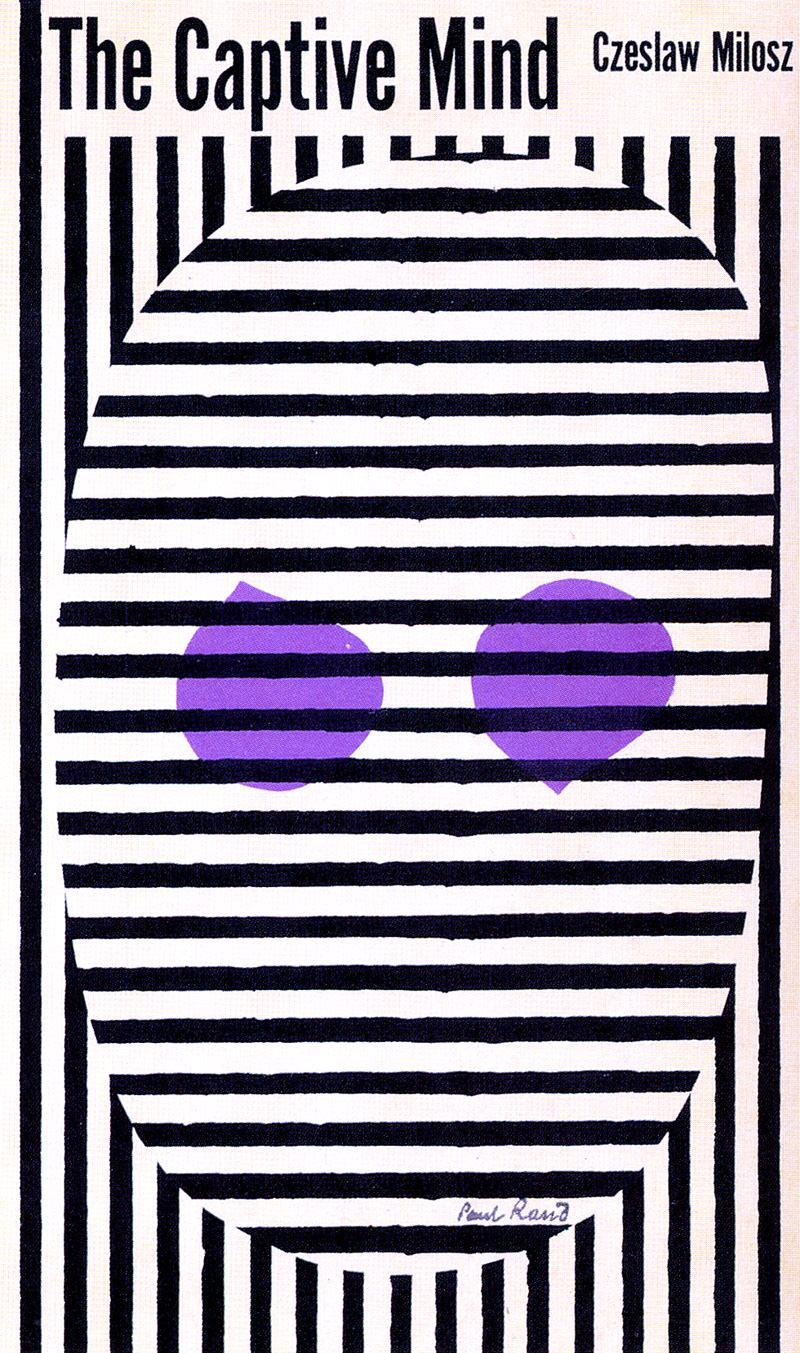 The Captive Mind
Czeslaw Milosz
Paul Rand